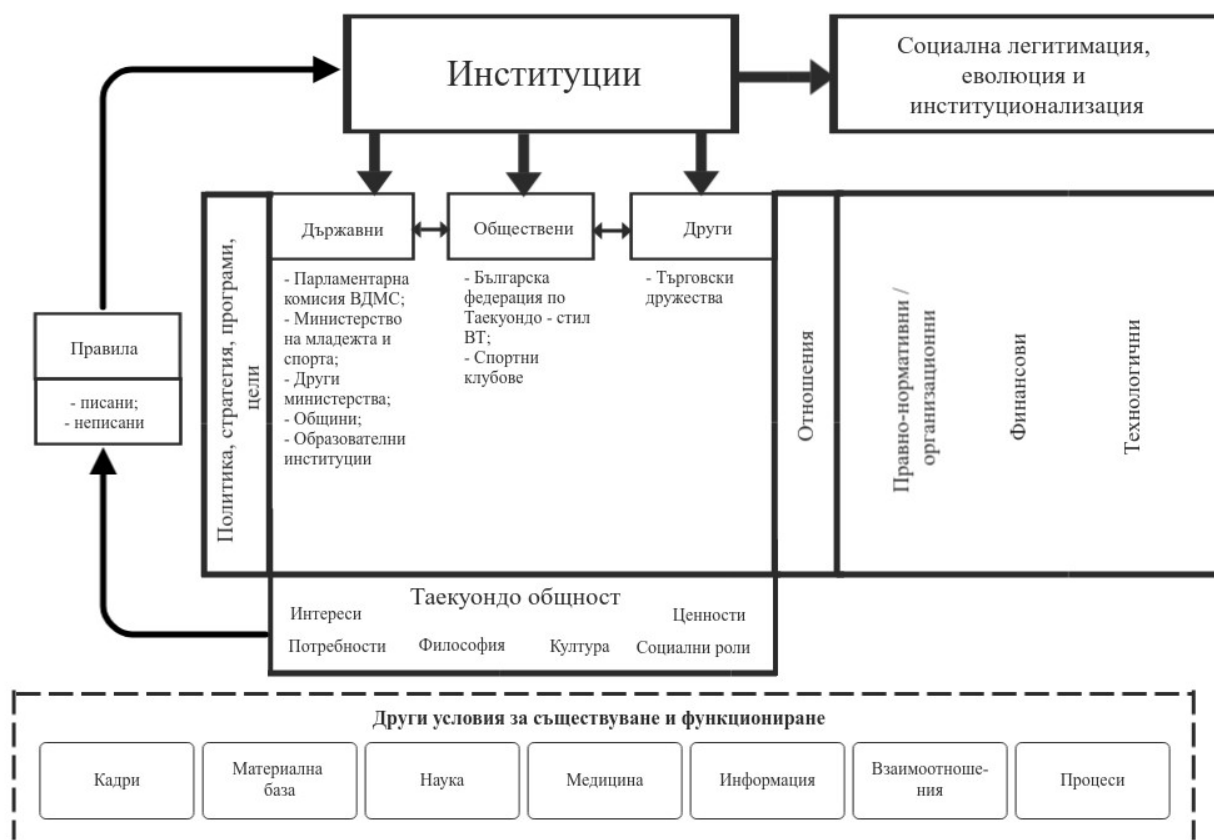 Институции
Социална легитимация,
еволюция и
институционализация
Държавни
Обществени
Други
- Парламентарна
комисия ВДМС;
- Министерство
на младежта и
спорта;
- Други
министерства;
- Общини;
- Образователни
институции
- Българска
федерация по
Таекуондо - стил
ВТ;
- Спортни
клубове
- Търговски
дружества
Правила
- писани;
- неписани
Политика, стратегия, програми,
цели
Отношения
Правно-нормативни /
организационни
Финансови
Технологични
Таекуондо общност
Интереси
Ценности
Потребности
Философия
Култура
Социални роли
Други условия за съществуване и функциониране
Кадри
Материална
база
Наука
Медицина
Информация
Взаимоотноше-
ния
Процеси